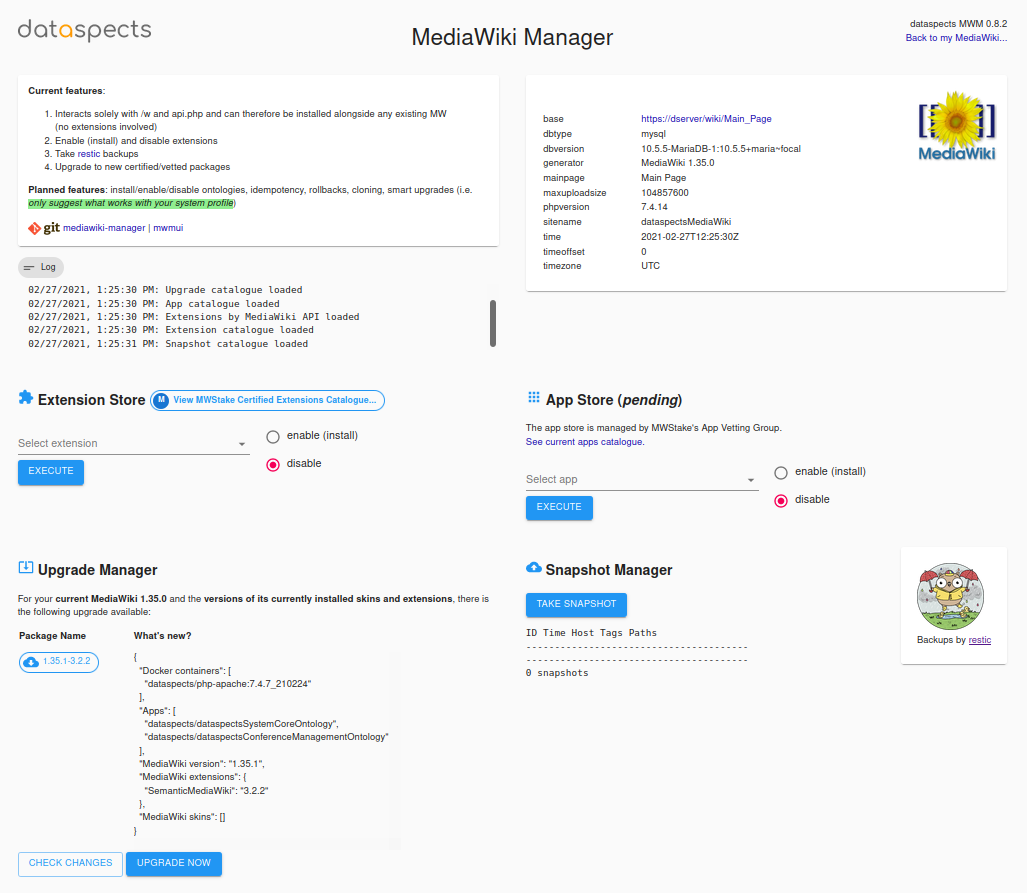 dataspects
MediaWiki Manager
dataspects MWM 0.8.2
Back to my MediaWiki...
Current features:
1. Interacts solely with /w and api.php and can therefore be installed alongside any existing MW
(no extensions involved)
2. Enable (install) and disable extensions
3. Take restic backups
4. Upgrade to new certified/vetted packages
Planned features: install/enable/disable ontologies, idempotency, rollbacks, cloning, smart upgrades (i.e.
only suggest what works with your system profile)
git mediawiki-manager | mwmui
base https://dserver/wiki/Main_Page
dbtype mysql
dbversion 10.5.5-MariaDB-1:10.5.5+maria~focal
generator MediaWiki 1.35.0
mainpage Main Page
maxuploadsize 104857600
phpversion 7.4.14
sitename dataspectsMediaWiki
time 2021-02-27T12:25:30Z
timeoffset 0
timezone UTC
MediaWiki
Log
02/27/2021, 1:25:30 PM: Upgrade catalogue loaded
02/27/2021, 1:25:30 PM: App catalogue loaded
02/27/2021, 1:25:30 PM: Extensions by MediaWiki API loaded
02/27/2021, 1:25:30 PM: Extension catalogue loaded
02/27/2021, 1:25:31 PM: Snapshot catalogue loaded
Extension Store M View MWStake Certified Extensions Catalogue...
Select extension
enable (install)
disable
EXECUTE
App Store (pending)
The app store is managed by MWStake's App Vetting Group.
See current apps catalogue.
Select app
enable (install)
disable
EXECUTE
Upgrade Manager
For your current MediaWiki 1.35.0 and the versions of its currently installed skins and extensions, there is
the following upgrade available:
Package Name What's new?
1.35.1-3.2.2
{
"Docker containers": [
"dataspects/php-apache:7.4.7_210224"
],
"Apps": [
"dataspects/dataspectsSystemCoreOntology",
"dataspects/dataspectsConferenceManagementOntology"
],
"MediaWiki version": "1.35.1",
"MediaWiki extensions": {
"SemanticMediaWiki": "3.2.2"
},
"MediaWiki skins": []
}
CHECK CHANGES UPGRADE NOW
Snapshot Manager
TAKE SNAPSHOT
ID Time Host Tags Paths
-------------------------------------
-------------------------------------
0 snapshots
Backups by restic